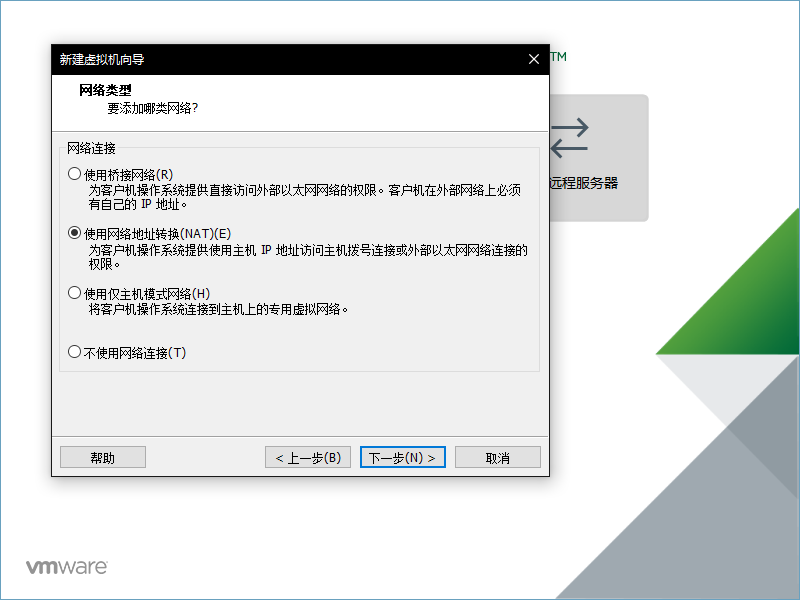 新建虚拟机向导
TM
网络类型
要添加哪类网络?
网络连接
使用桥接网络(R)
为客户机操作系统提供直接访问外部以太网网络的权限。客户机在外部网络上必须
有自己的 IP 地址。
远程服务器
使用网络地址转换(NAT)(E)
为客户机操作系统提供使用主机 IP 地址访问主机拨号连接或外部以太网网络连接的
权限。
使用仅主机模式网络(H)
将客户机操作系统连接到主机上的专用虚拟网络。
不使用网络连接(T)
帮助
< 上一步(B)
下一步(N) >
取消
vmware